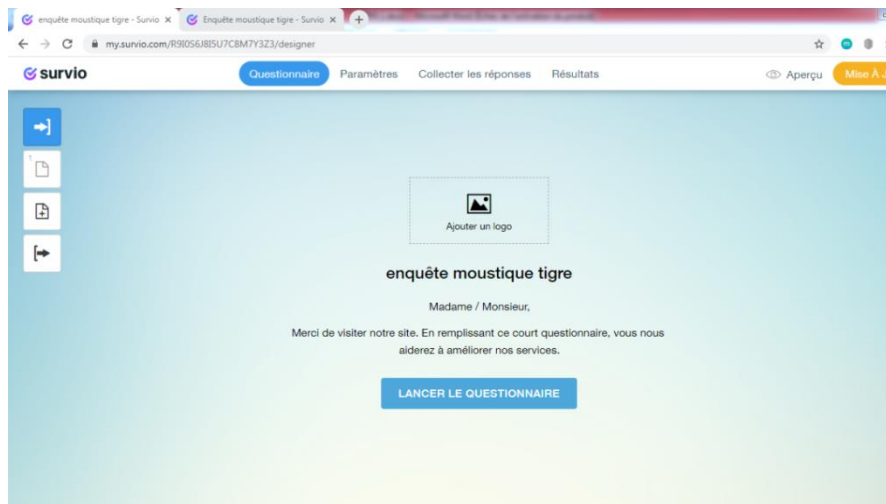 enquête moustique tigre - Survio
Enquête moustique tigre - Survio
my.survio.com/R9I0S6J8I5U7C8M7Y3Z3/designer
survio
Questionnaire Paramètres Collecter les réponses Résultats Aperçu Mise À
1
Ajouter un logo
enquête moustique tigre
Madame / Monsieur,
Merci de visiter notre site. En remplissant ce court questionnaire, vous nous
aiderez à améliorer nos services.
LANCER LE QUESTIONNAIRE